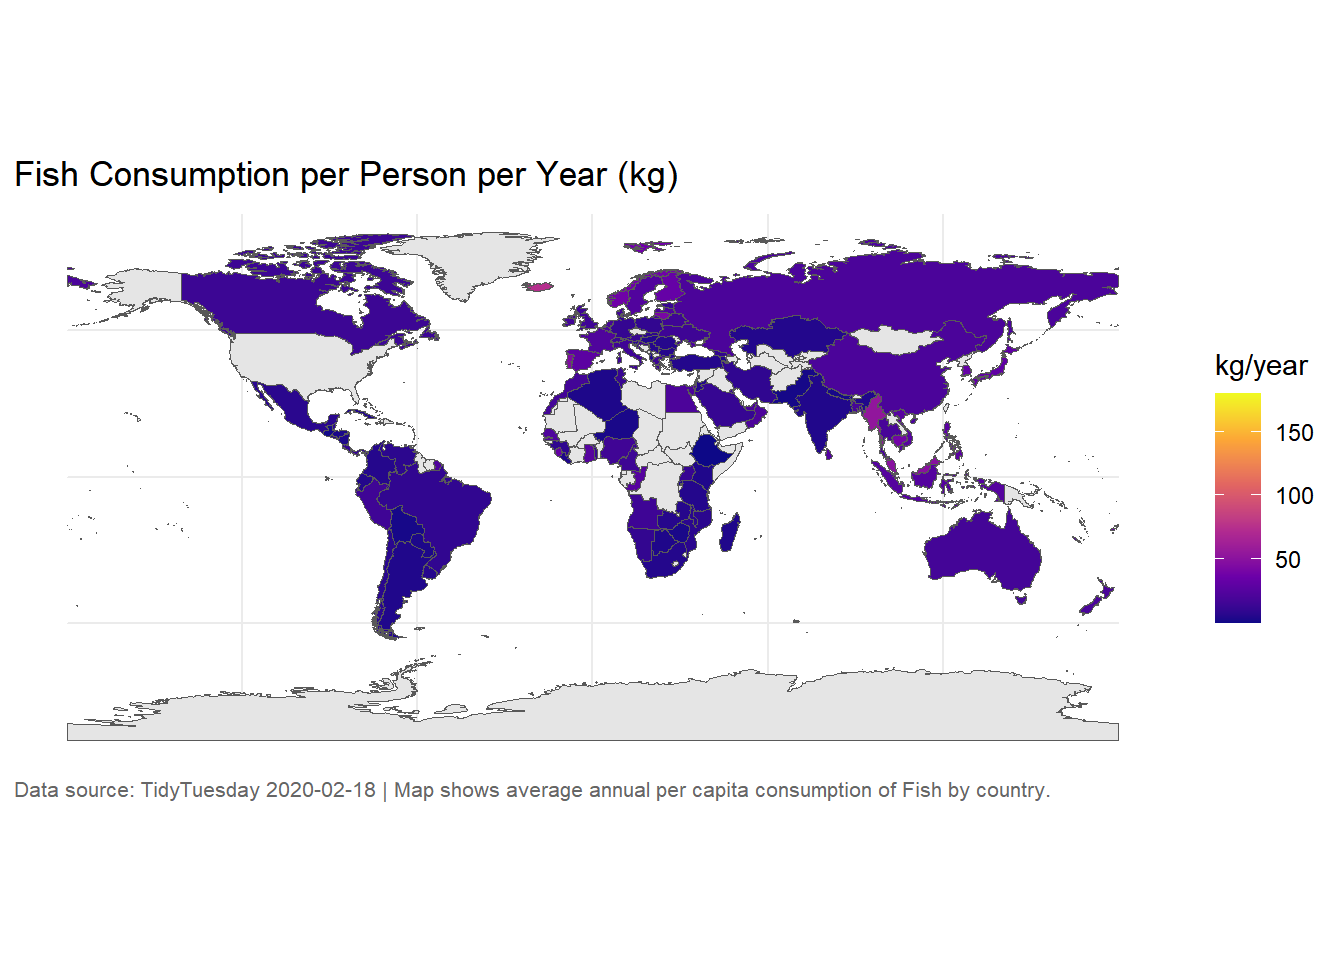 Fish Consumption per Person per Year (kg)
kg/year
150
100
50
Data source: TidyTuesday 2020-02-18 | Map shows average annual per capita consumption of Fish by country.